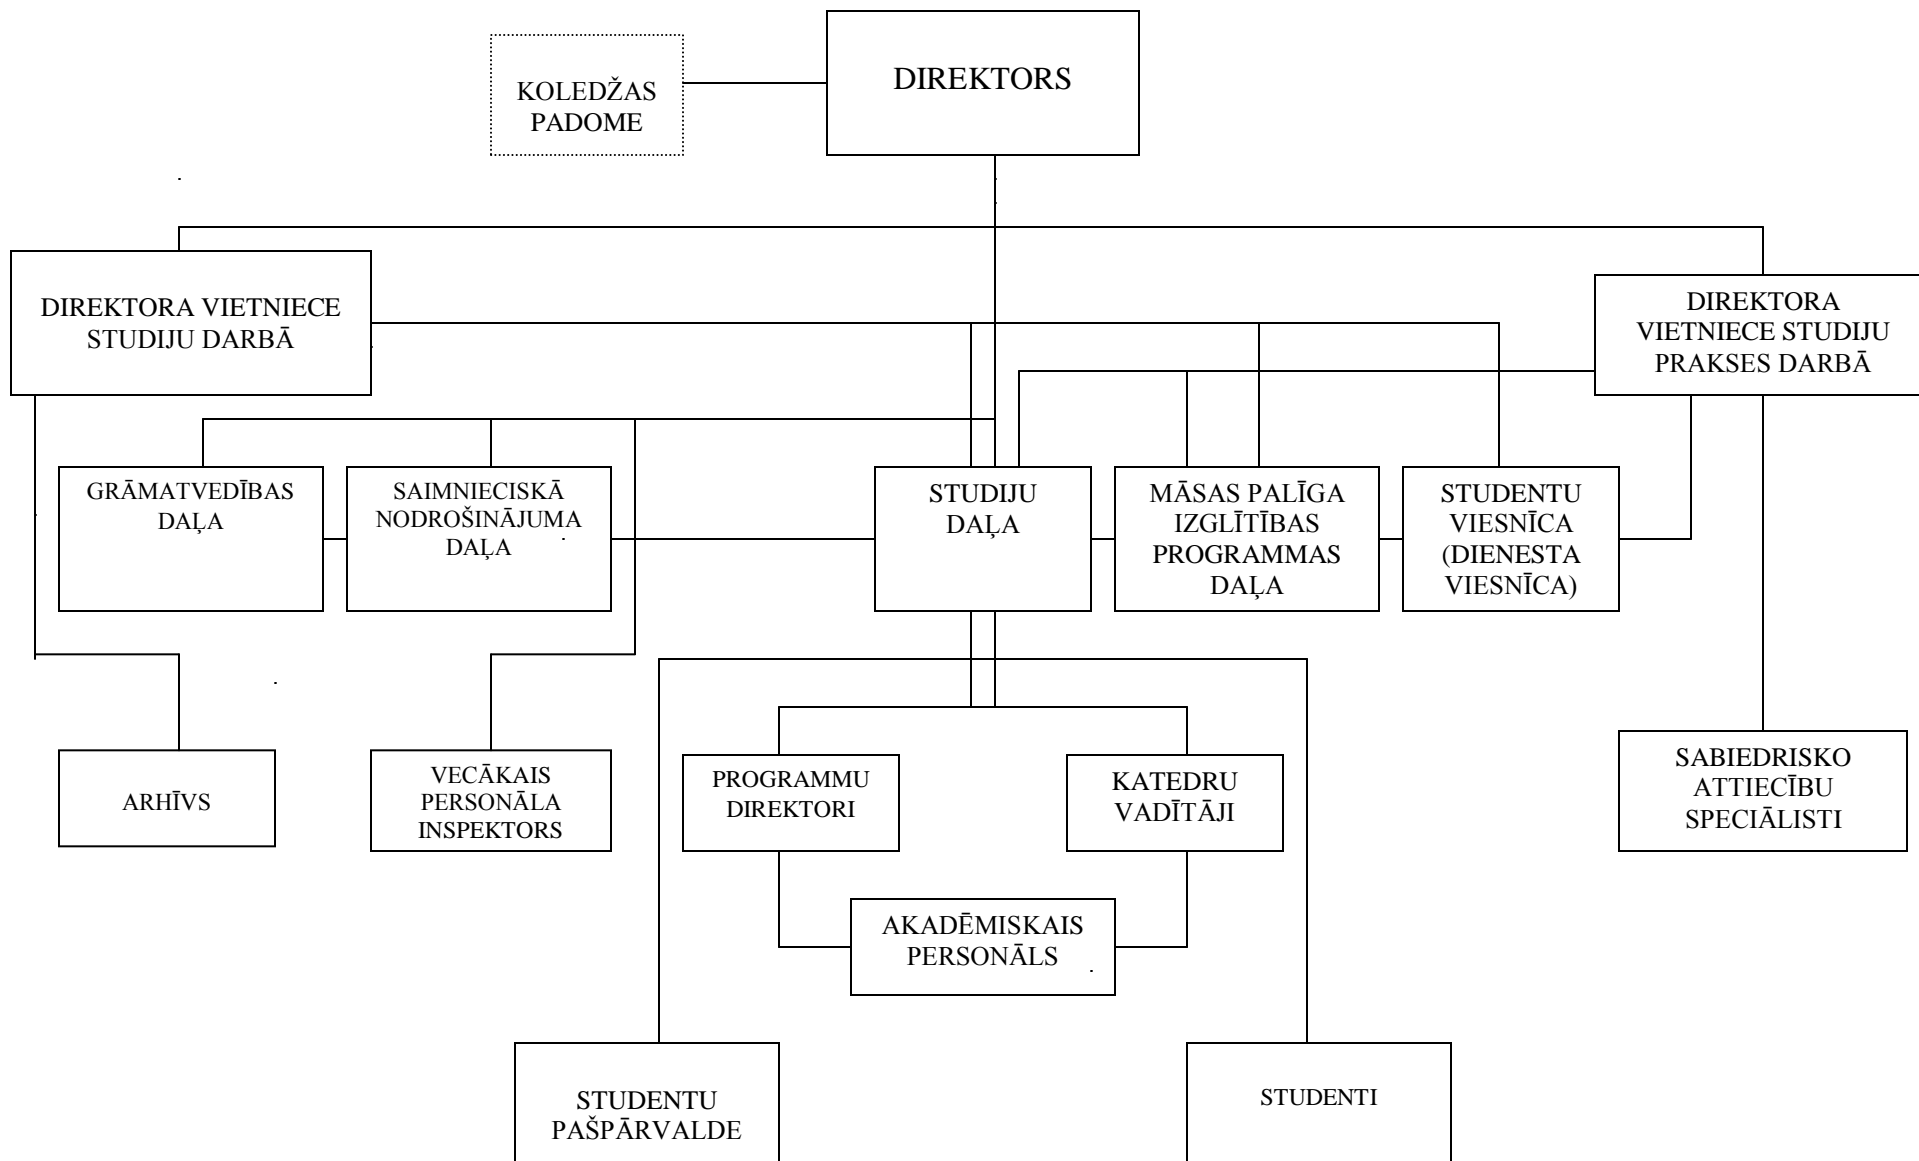 DIREKTORS
KOLEDŽAS
PADOME
DIREKTORA VIETNIECE
STUDIJU DARBĀ
DIREKTORA
VIETNIECE STUDIJU
PRAKSES DARBĀ
GRĀMATVEDĪBAS
DAĻA
SAIMNIECISKĀ
NODROŠINĀJUMA
DAĻA
STUDIJU
DAĻA
MĀSAS PALĪGA
IZGLĪTĪBAS
PROGRAMMAS
DAĻA
STUDENTU
VIESNĪCA
(DIENESTA
VIESNĪCA)
ARHĪVS
VECĀKAIS
PERSONĀLA
INSPEKTORS
PROGRAMMU
DIREKTORI
KATEDRU
VADĪTĀJI
SABIEDRISKO
ATTIECĪBU
SPECIĀLISTI
AKADĒMISKAIS
PERSONĀLS
STUDENTU
PAŠPĀRVALDE
STUDENTI